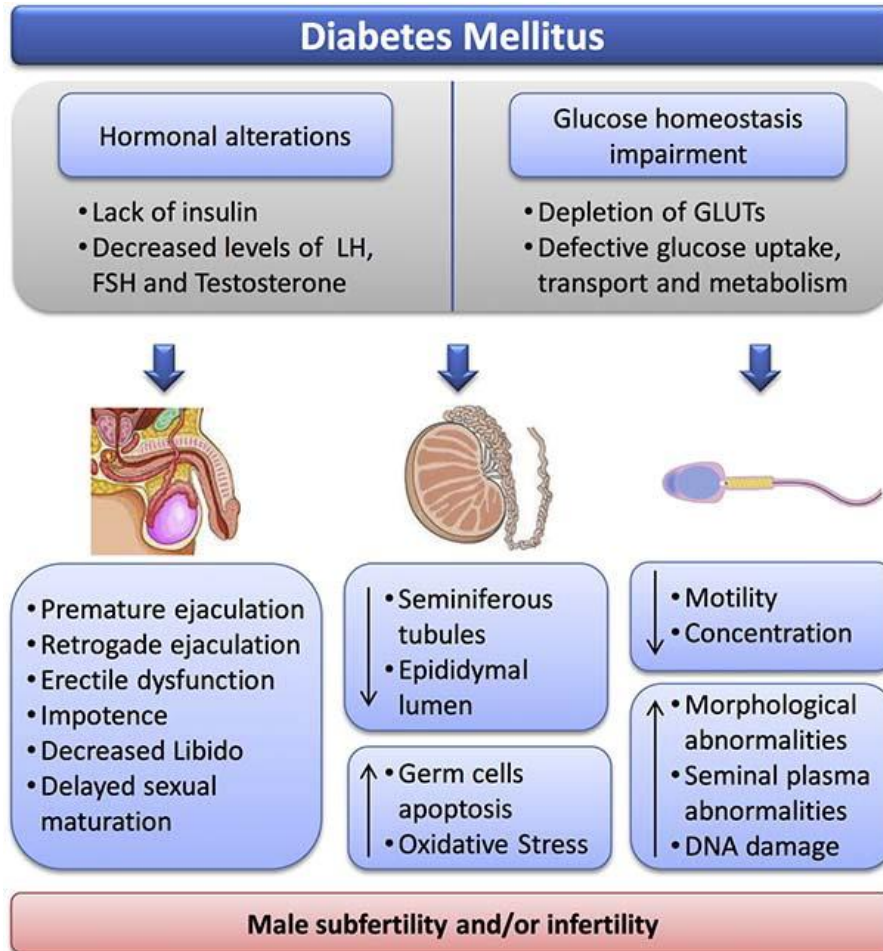 Diabetes Mellitus
Hormonal alterations
• Lack of insulin
• Decreased levels of LH,
FSH and Testosterone
Glucose homeostasis
impairment
• Depletion of GLUTs
• Defective glucose uptake,
transport and metabolism
• Premature ejaculation
• Retrogade ejaculation
• Erectile dysfunction
• Impotence
• Decreased Libido
• Delayed sexual
maturation
• Seminiferous
tubules
• Epididymal
lumen
• Germ cells
apoptosis
• Oxidative Stress
• Motility
• Concentration
• Morphological
abnormalities
• Seminal plasma
abnormalities
• DNA damage
Male subfertility and/or infertility